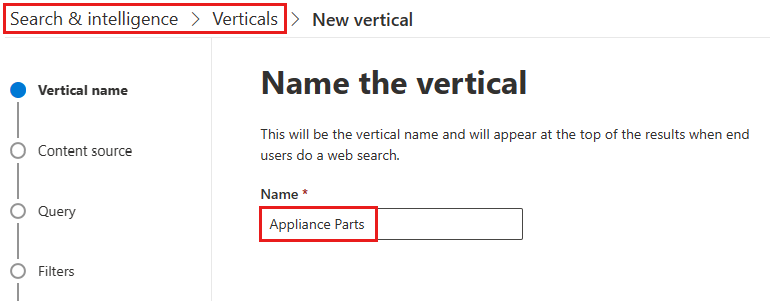 Search & intelligence > Verticals > New vertical
Vertical name
Content source
Query
Filters
Name the vertical
This will be the vertical name and will appear at the top of the results when end
users do a web search.
Name *
Appliance Parts